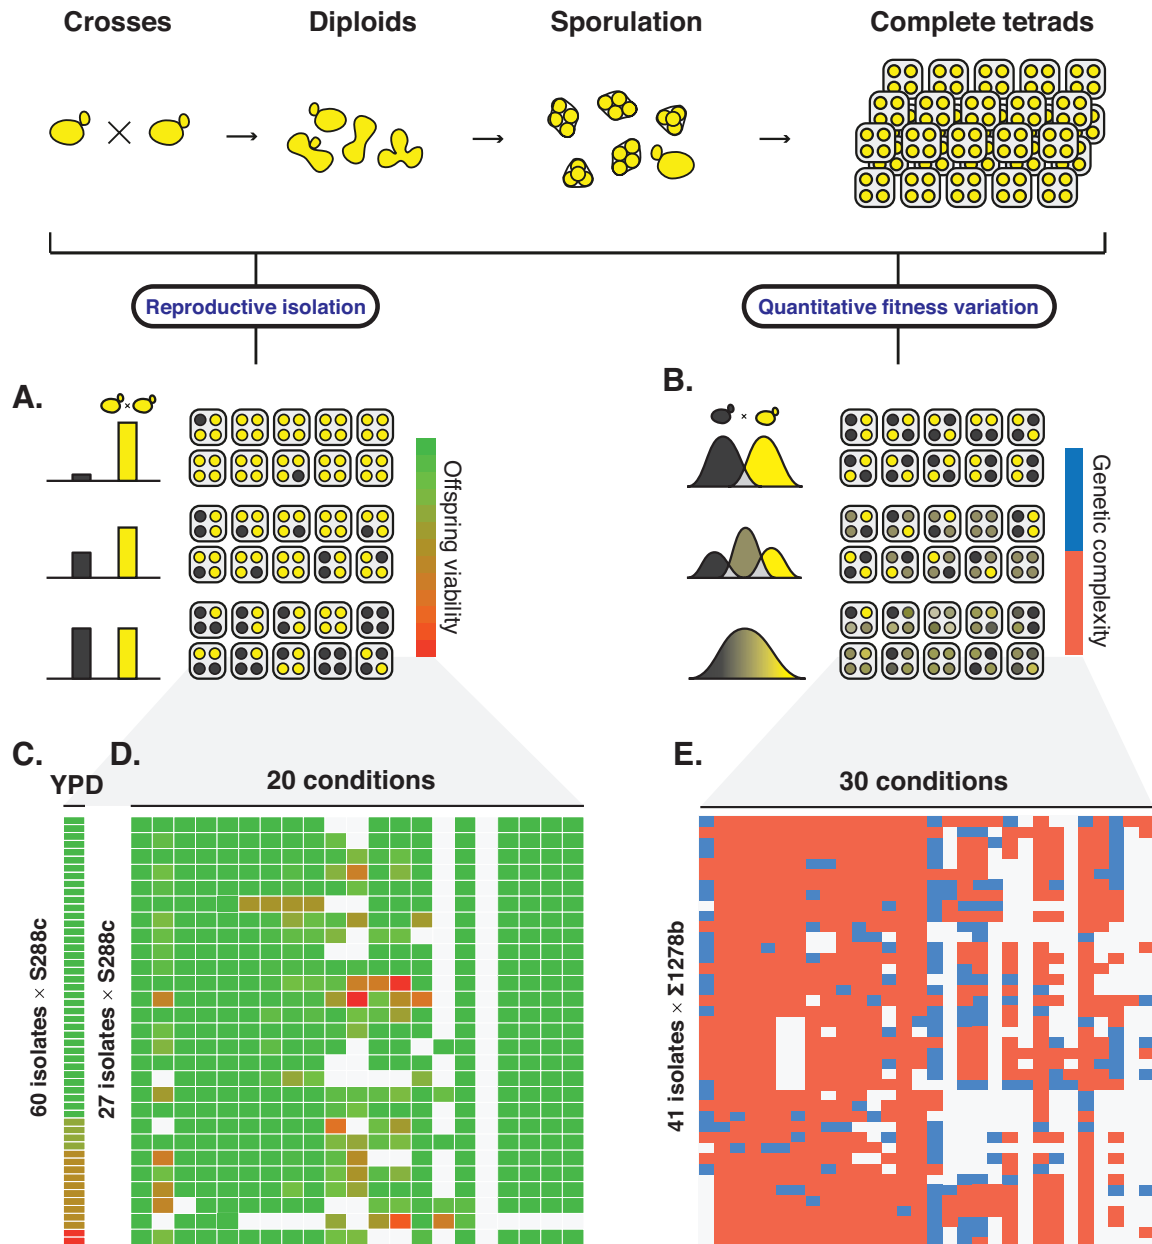 Crosses
Diploids
Sporulation
Complete tetrads
Reproductive isolation
Quantitative fitness variation
A.
Offspring viability
B.
Genetic complexity
C.
YPD
60 isolates × S288c
D.
20 conditions
27 isolates × S288c
E.
30 conditions
41 isolates × Σ1278b